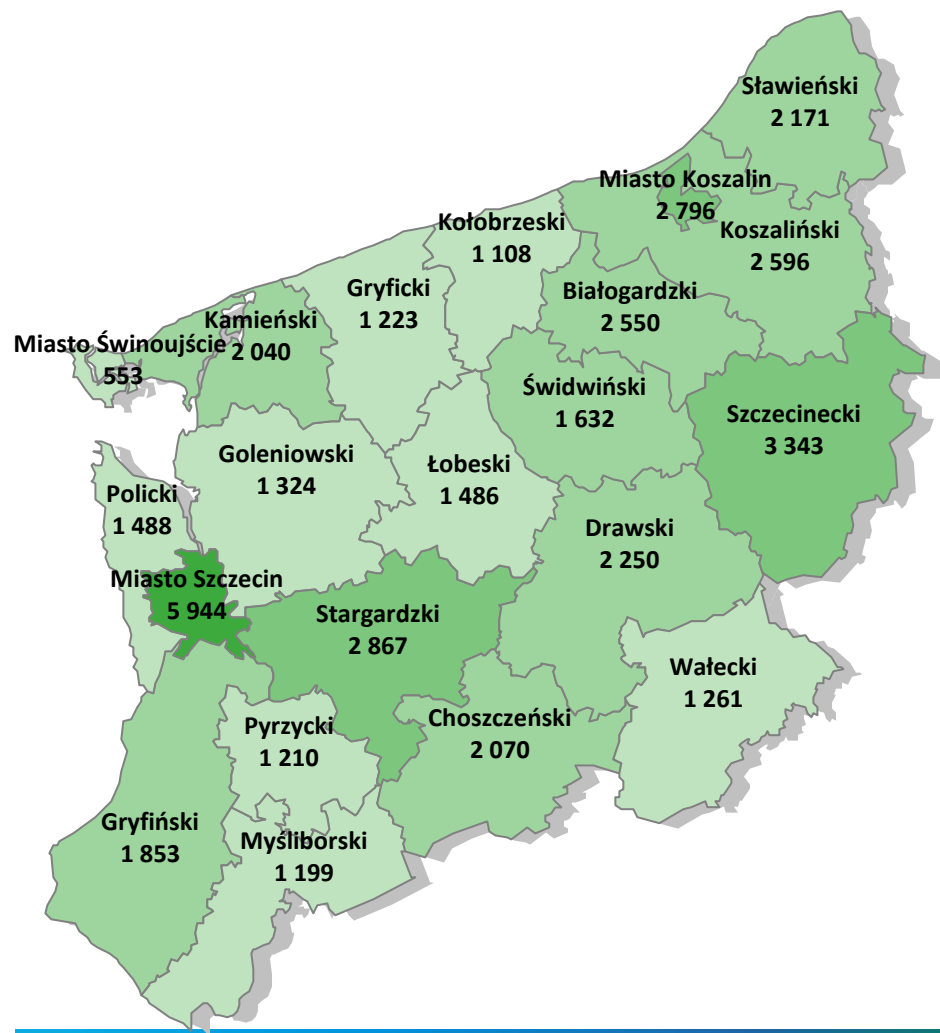 Sławieński
2 171
Miasto Koszalin
2 796
Koszaliński
2 596
Kołobrzeski
1 108
Gryficki
1 223
Białogardzki
2 550
Kamieński
2 040
Miasto Świnoujście
553
Świdwiński
1 632
Szczecinecki
3 343
Goleniowski
1 324
Łobeski
1 486
Policki
1 488
Drawski
2 250
Miasto Szczecin
5 944
Stargardzki
2 867
Wałecki
1 261
Pyrzycki
1 210
Choszczeński
2 070
Gryfiński
1 853
Myśliborski
1 199